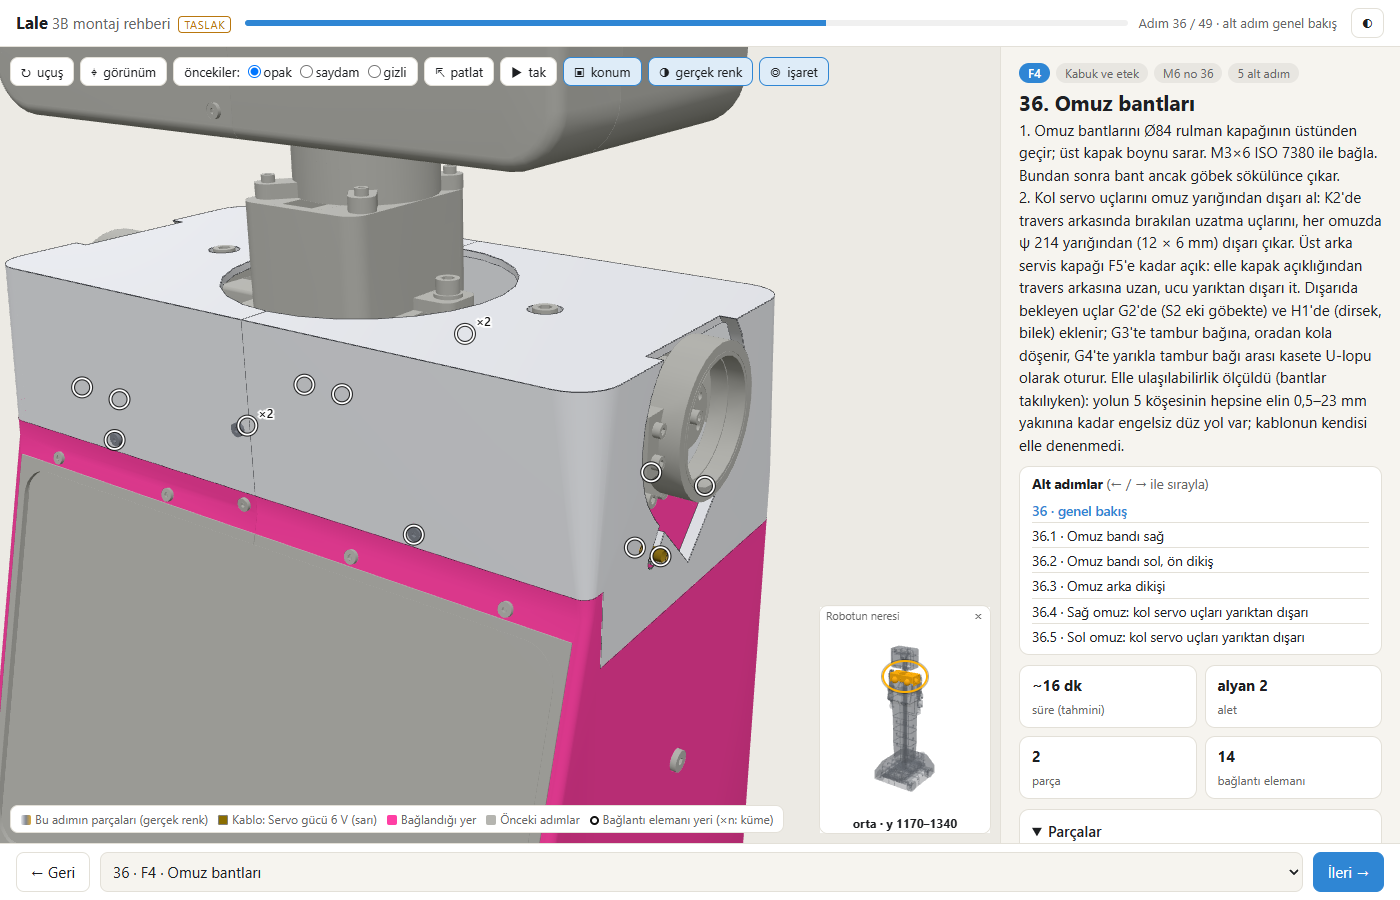 Lale 3B montaj rehberi TASLAK
Adım 36 / 49 · alt adım genel bakış
↻ uçuş
⌖ görünüm
öncekiler: opak saydam gizli
⇱ patlat
▶ tak
▣ konum
◑ gerçek renk
◎ işaret
×2
×2
Robotun neresi ×
orta · y 1170–1340
Bu adımın parçaları (gerçek renk)
Kablo: Servo gücü 6 V (sarı)
Bağlandığı yer
Önceki adımlar
Bağlantı elemanı yeri (×n: küme)
F4
Kabuk ve etek
M6 no 36
5 alt adım
36. Omuz bantları
1. Omuz bantlarını Ø84 rulman kapağının üstünden
geçir; üst kapak boynu sarar. M3×6 ISO 7380 ile bağla.
Bundan sonra bant ancak göbek sökülünce çıkar.
2. Kol servo uçlarını omuz yarığından dışarı al: K2'de
travers arkasında bırakılan uzatma uçlarını, her omuzda
ψ 214 yarığından (12 × 6 mm) dışarı çıkar. Üst arka
servis kapağı F5'e kadar açık: elle kapak açıklığından
travers arkasına uzan, ucu yarıktan dışarı it. Dışarıda
bekleyen uçlar G2'de (S2 eki göbekte) ve H1'de (dirsek,
bilek) eklenir; G3'te tambur bağına, oradan kola
döşenir, G4'te yarıkla tambur bağı arası kasete U-lopu
olarak oturur. Elle ulaşılabilirlik ölçüldü (bantlar
takılıyken): yolun 5 köşesinin hepsine elin 0,5–23 mm
yakınına kadar engelsiz düz yol var; kablonun kendisi
elle denenmedi.
Alt adımlar (← / → ile sırayla)
36 · genel bakış
36.1 · Omuz bandı sağ
36.2 · Omuz bandı sol, ön dikiş
36.3 · Omuz arka dikişi
36.4 · Sağ omuz: kol servo uçları yarıktan dışarı
36.5 · Sol omuz: kol servo uçları yarıktan dışarı
~16 dk
süre (tahmini)
alyan 2
alet
2
parça
14
bağlantı elemanı
▼ Parçalar
← Geri
36 · F4 · Omuz bantları
İleri →